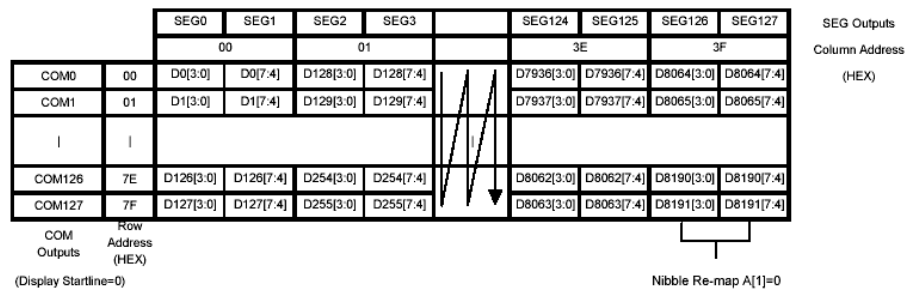 SEG0 SEG1 SEG2 SEG3 SEG124 SEG125 SEG126 SEG127 SEG Outputs
00 01 3E 3F Column Address
(HEX)
COM0 00 D0[3:0] D0[7:4] D128[3:0] D128[7:4] D7936[3:0] D7936[7:4] D8064[3:0] D8064[7:4]
COM1 01 D1[3:0] D1[7:4] D129[3:0] D129[7:4] D7937[3:0] D7937[7:4] D8065[3:0] D8065[7:4]
| | |
COM126 7E D126[3:0] D126[7:4] D254[3:0] D254[7:4] D8062[3:0] D8062[7:4] D8190[3:0] D8190[7:4]
COM127 7F D127[3:0] D127[7:4] D255[3:0] D255[7:4] D8063[3:0] D8063[7:4] D8191[3:0] D8191[7:4]
COM
Outputs
Row
Address
(HEX)
(Display Startline=0)
Nibble Re-map A[1]=0